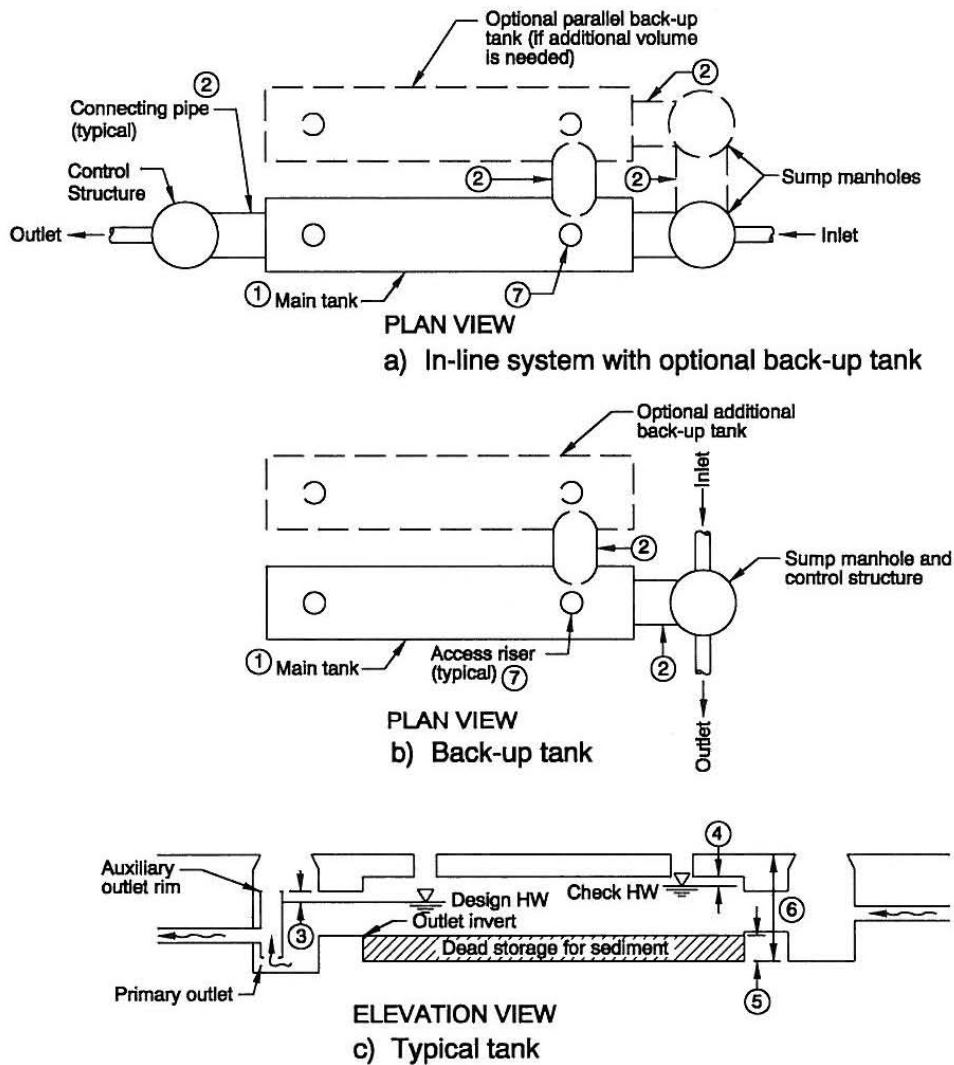 Optional parallel back-up
tank (if additional volume
is needed)
②
②
Connecting pipe
(typical)
Control
Structure
②
②
Sump manholes
Outlet
Inlet
① Main tank
⑦
PLAN VIEW
a) In-line system with optional back-up tank
Optional additional
back-up tank
Inlet
②
Sump manhole and
control structure
① Main tank
Access riser
(typical) ⑦
②
Outlet
PLAN VIEW
b) Back-up tank
④
Auxiliary
outlet rim
Design HW
Check HW
③
Outlet invert
⑥
Dead storage for sediment
Primary outlet
⑤
ELEVATION VIEW
c) Typical tank